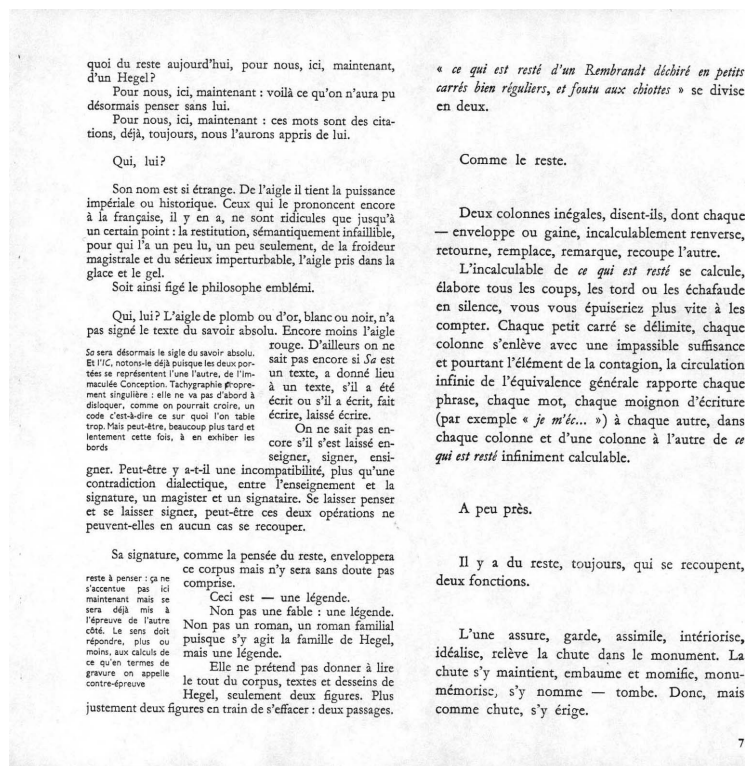 quoi du reste aujourd'hui, pour nous, ici, maintenant,
d'un Hegel?
Pour nous, ici, maintenant : voilà ce qu'on n'aura pu
désormais penser sans lui.
Pour nous, ici, maintenant : ces mots sont des cita-
tions, déjà, toujours, nous l'aurons appris de lui.
Qui, lui?
Son nom est si étrange. De l'aigle il tient la puissance
impériale ou historique. Ceux qui le prononcent encore
à la française, il y en a, ne sont ridicules que jusqu'à
un certain point : la restitution, sémantiquement infaillible,
pour qui l'a un peu lu, un peu seulement, de la froideur
magistrale et du sérieux imperturbable, l'aigle pris dans la
glace et le gel.
Soit ainsi figé le philosophe emblémi.
Qui, lui? L'aigle de plomb ou d'or, blanc ou noir, n'a
pas signé le texte du savoir absolu. Encore moins l'aigle
rouge. D'ailleurs on ne
sait pas encore si Sa est
un texte, a donné lieu
à un texte, s'il a été
écrit ou s'il a écrit, fait
écrire, laissé écrire.
On ne sait pas en-
core s'il s'est laissé en-
seigner, signer, ensi-
Sa sera désormais le sigle du savoir absolu.
Et l'IC, notons-le déjà puisque les deux por-
tées se représentent l'une l'autre, de l'Im-
maculée Conception. Tachygraphie propre-
ment singulière : elle ne va pas d'abord à
disloquer, comme on pourrait croire, un
code c'est-à-dire ce sur quoi l'on table
trop. Mais peut-être, beaucoup plus tard et
lentement cette fois, à en exhiber les
bords
gner. Peut-être y a-t-il une incompatibilité, plus qu'une
contradiction dialectique, entre l'enseignement et la
signature, un magister et un signataire. Se laisser penser
et se laisser signer, peut-être ces deux opérations ne
peuvent-elles en aucun cas se recouper.
Sa signature, comme la pensée du reste, enveloppera
ce corpus mais n'y sera sans doute pas
comprise.
Ceci est — une légende.
Non pas une fable : une légende.
Non pas un roman, un roman familial
puisque s'y agit la famille de Hegel,
mais une légende.
Elle ne prétend pas donner à lire
le tout du corpus, textes et desseins de
Hegel, seulement deux figures. Plus
reste à penser : ça ne
s'accentue pas ici
maintenant mais se
sera déjà mis à
l'épreuve de l'autre
côté. Le sens doit
répondre, plus ou
moins, aux calculs de
ce qu'en termes de
gravure on appelle
contre-épreuve
justement deux figures en train de s'effacer : deux passages.
« ce qui est resté d'un Rembrandt déchiré en petits
carrés bien réguliers, et foutu aux chiottes » se divise
en deux.
Comme le reste.
Deux colonnes inégales, disent-ils, dont chaque
— enveloppe ou gaine, incalculablement renverse,
retourne, remplace, remarque, recoupe l'autre.
L'incalculable de ce qui est resté se calcule,
élabore tous les coups, les tord ou les échafaude
en silence, vous vous épuiseriez plus vite à les
compter. Chaque petit carré se délimite, chaque
colonne s'enlève avec une impassible suffisance
et pourtant l'élément de la contagion, la circulation
infinie de l'équivalence générale rapporte chaque
phrase, chaque mot, chaque moignon d'écriture
(par exemple « je m'éc... ») à chaque autre, dans
chaque colonne et d'une colonne à l'autre de ce
qui est resté infiniment calculable.
A peu près.
Il y a du reste, toujours, qui se recoupent,
deux fonctions.
L'une assure, garde, assimile, intériorise,
idéalise, relève la chute dans le monument. La
chute s'y maintient, embaume et momifie, monu-
mémorise, s'y nomme — tombe. Donc, mais
comme chute, s'y érige.
7